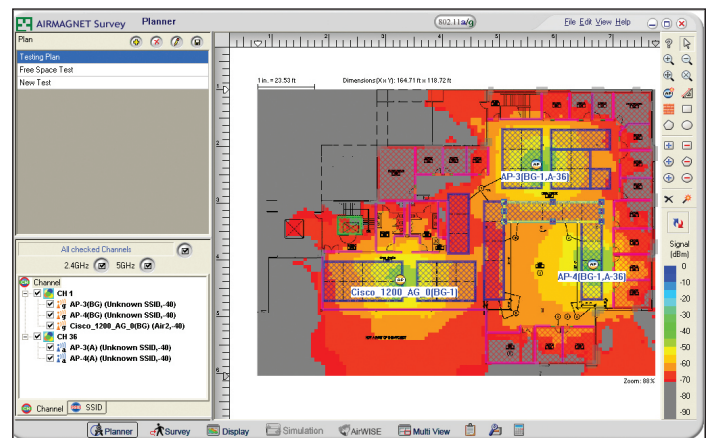 AIRMAGNET Survey Planner
802.11a/g
File Edit View Help
Plan
Testing Plan
Free Space Test
New Test
1 in. = 23.53 ft
Dimensions(X x Y): 164.71 ft x 118.72 ft
AP-3(BG-1,A-36)
AP-4(BG-1,A-36)
Cisco_1200_AG_0(BG-1)
AP
AP
AP
Zoom: 88%
Signal
(dBm)
0
-10
-20
-30
-40
-50
-60
-70
-80
-90
All checked Channels
2.4GHz
5GHz
Channel
CH 1
AP-3(BG) (Unknown SSID,-40)
AP-4(BG) (Unknown SSID,-40)
Cisco_1200_AG_0(BG) (Air2,-40)
CH 36
AP-3(A) (Unknown SSID,-40)
AP-4(A) (Unknown SSID,-40)
Channel SSID
Planner Survey Display Simulation AirWISE Multi View